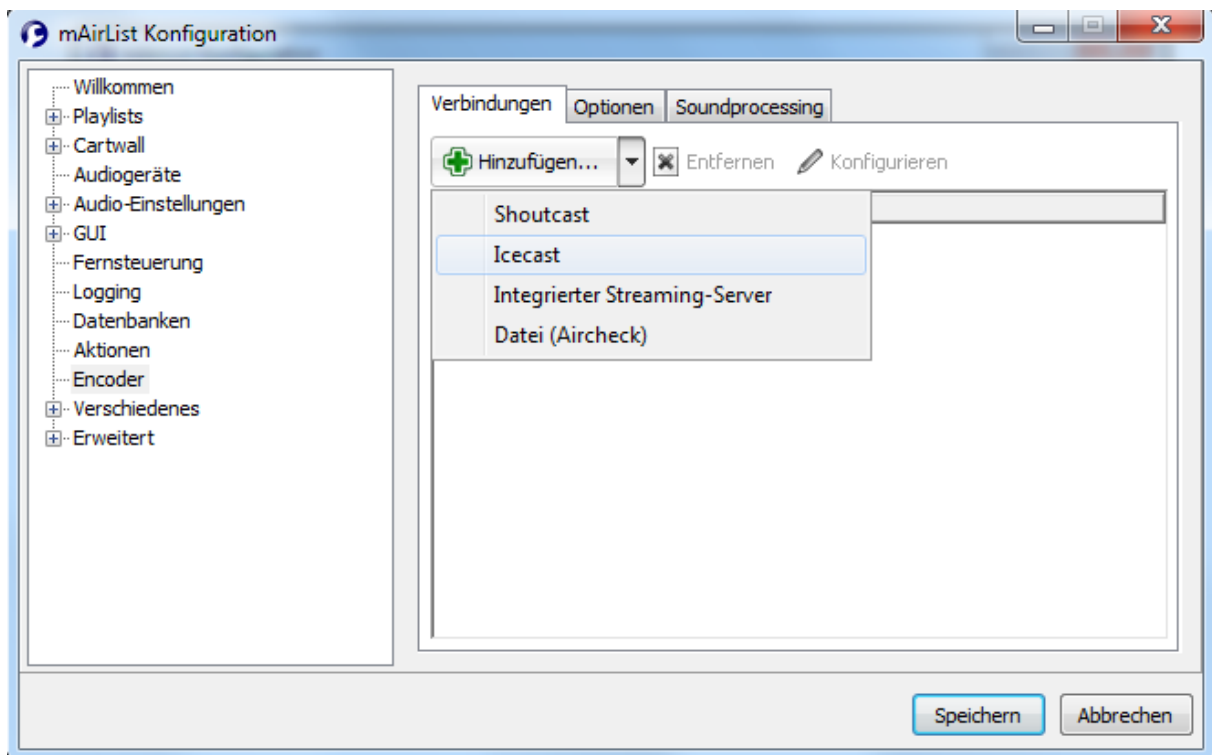 mAirList Konfiguration
Willkommen
Playlists
Cartwall
Audiogeräte
Audio-Einstellungen
GUI
Fernsteuerung
Logging
Datenbanken
Aktionen
Encoder
Verschiedenes
Erweitert
Verbindungen Optionen Soundprocessing
Hinzufügen... Entfernen Konfigurieren
Shoutcast
Icecast
Integrierter Streaming-Server
Datei (Aircheck)
Speichern Abbrechen